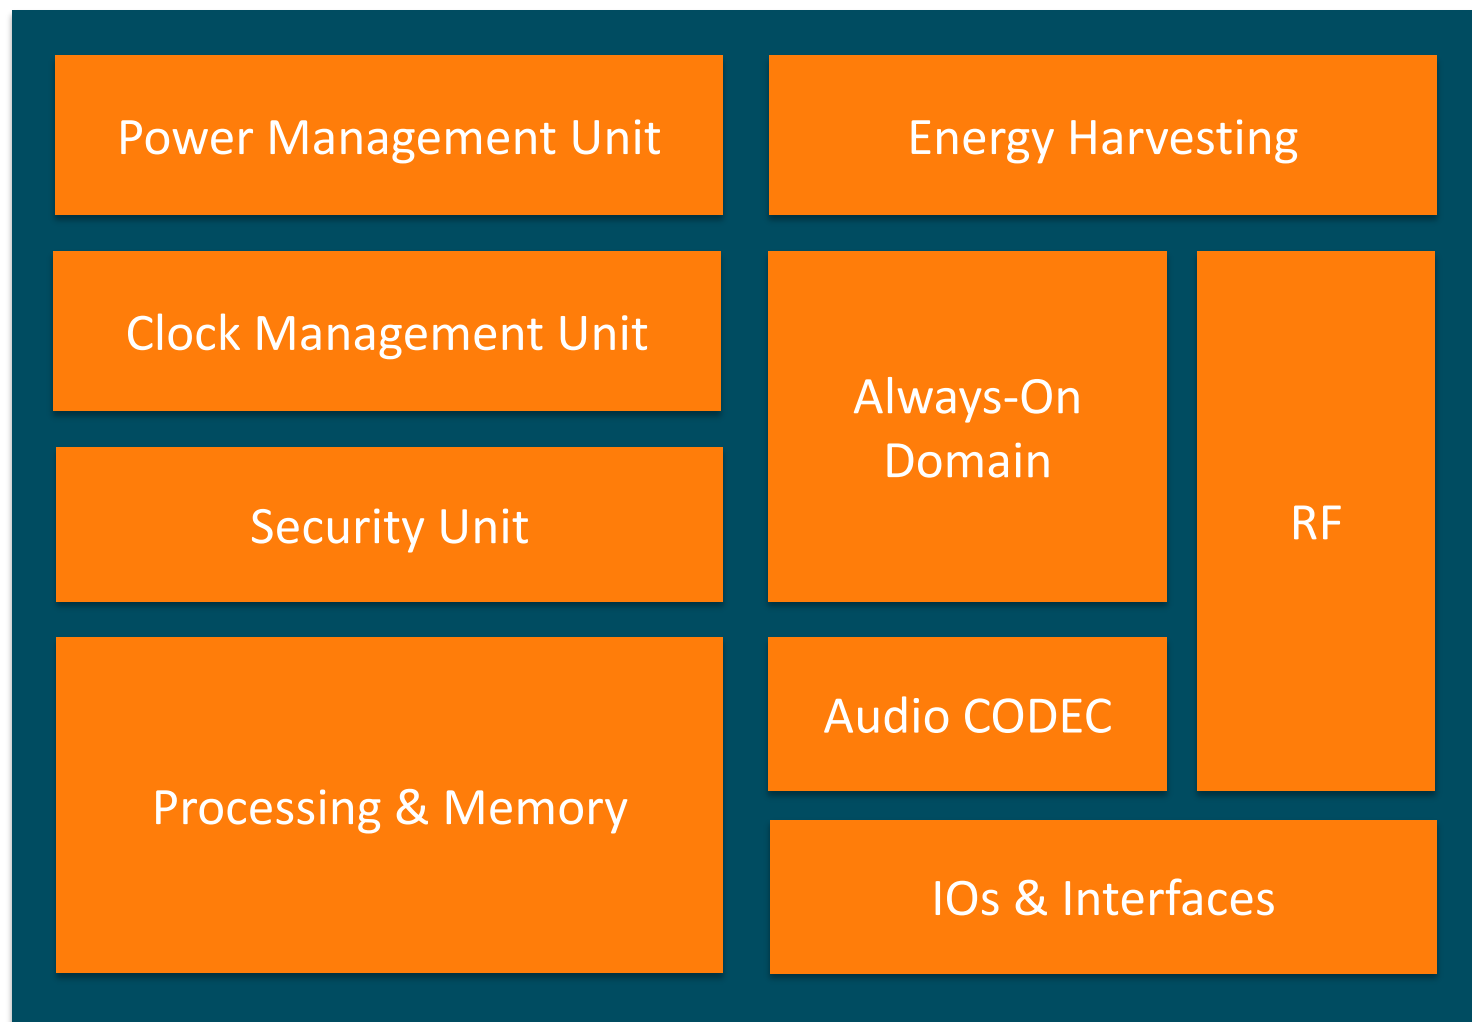 Power Management Unit
Energy Harvesting
Clock Management Unit
Always-On
Domain
RF
Security Unit
Processing & Memory
Audio CODEC
IOs & Interfaces